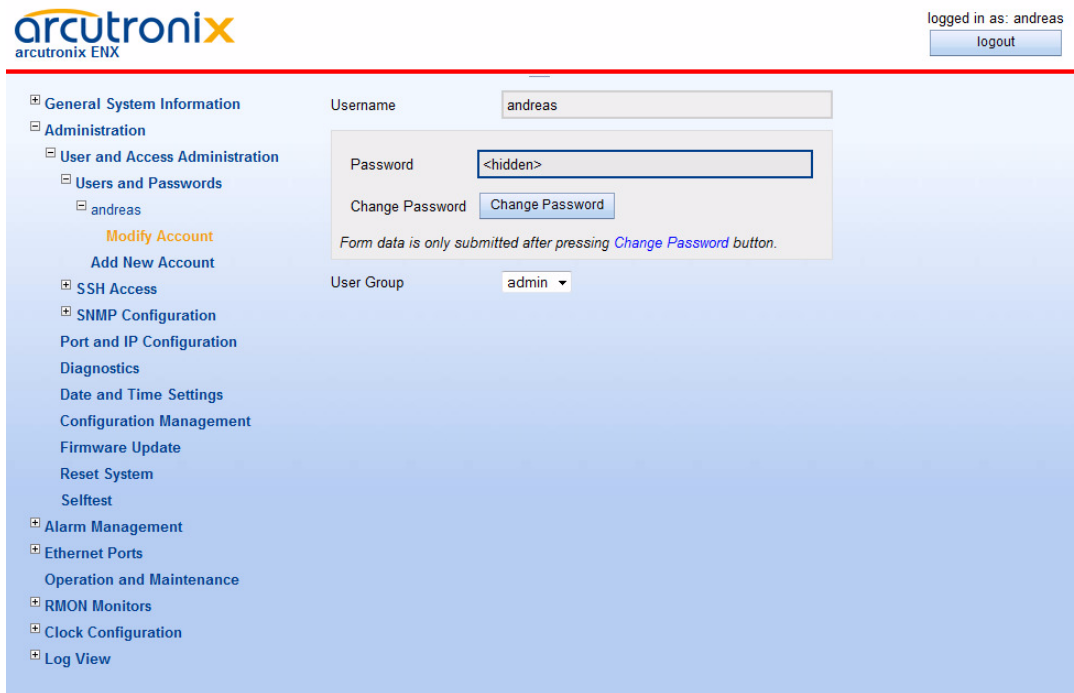 arcutronix
arcutronix ENX
logged in as: andreas
logout
General System Information
Administration
User and Access Administration
Users and Passwords
andreas
Modify Account
Add New Account
SSH Access
SNMP Configuration
Port and IP Configuration
Diagnostics
Date and Time Settings
Configuration Management
Firmware Update
Reset System
Selftest
Alarm Management
Ethernet Ports
Operation and Maintenance
RMON Monitors
Clock Configuration
Log View
Username andreas
Password <hidden>
Change Password Change Password
Form data is only submitted after pressing Change Password button.
User Group admin